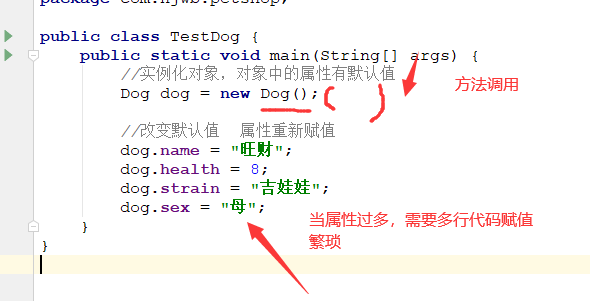 package com.njwb.petshop;
public class TestDog {
public static void main(String[] args) {
//实例化对象，对象中的属性有默认值
Dog dog = new Dog();
方法调用
//改变默认值 属性重新赋值
dog.name = "旺财";
dog.health = 8;
dog.strain = "吉娃娃";
dog.sex = "母";
当属性过多，需要多行代码赋值
繁琐
}
}